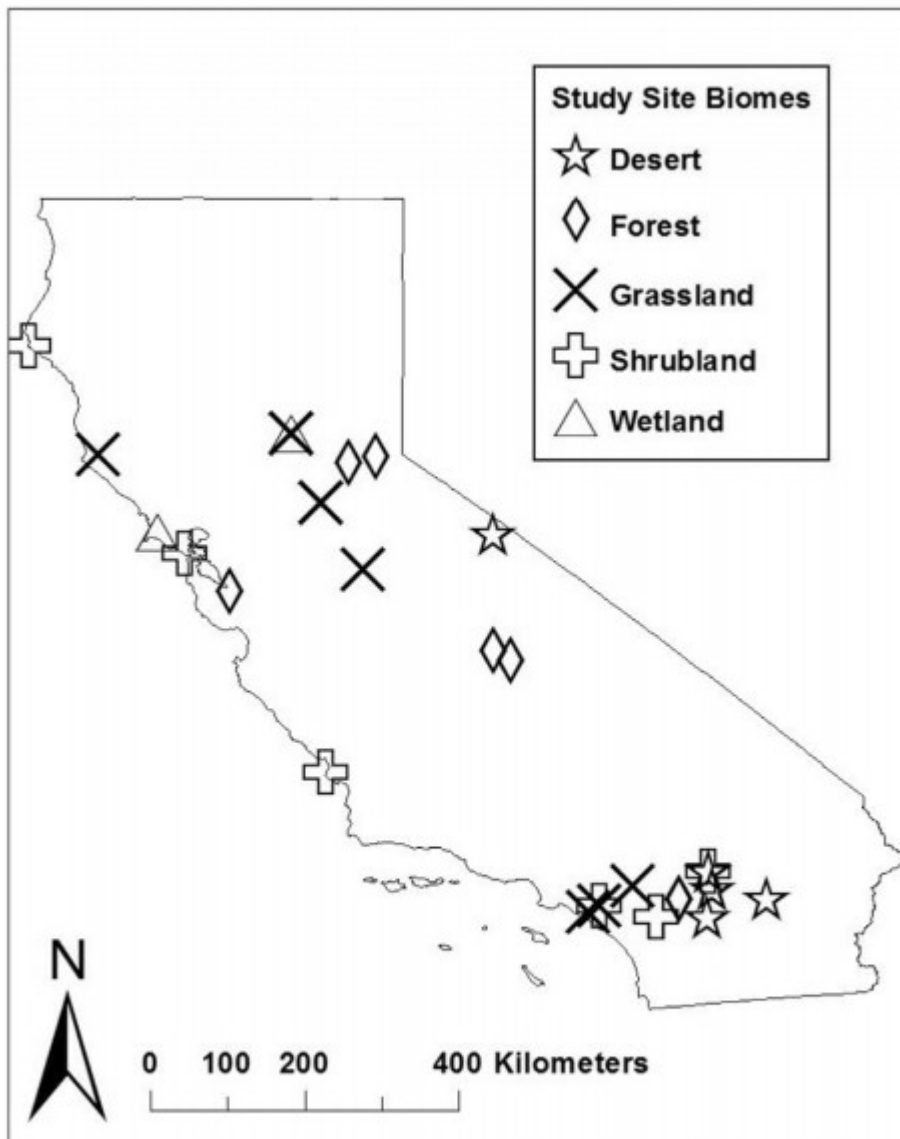 Study Site Biomes
Desert
Forest
Grassland
Shrubland
Wetland
N
0 100 200 400 Kilometers